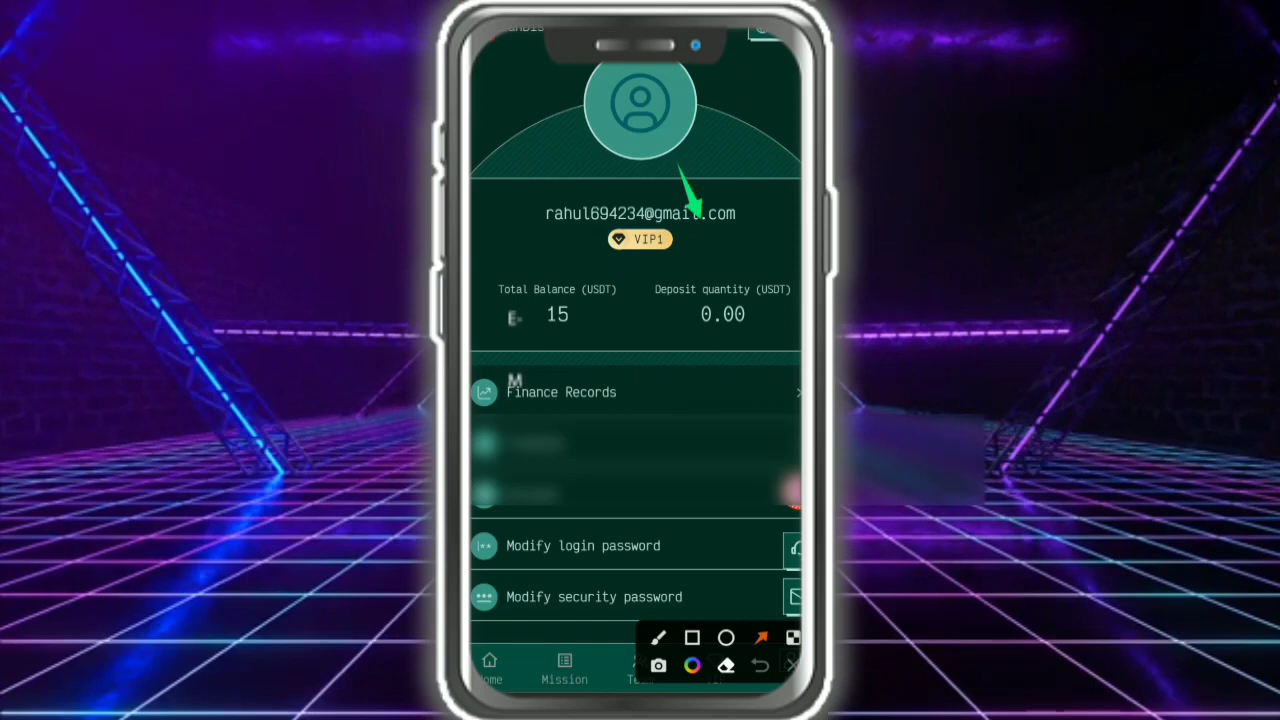 rahul694234@gmail.com
VIP1
Total Balance (USDT)
Deposit quantity (USDT)
E-
15
0.00
M
Finance Records
Modify login password
Modify security password
Mission